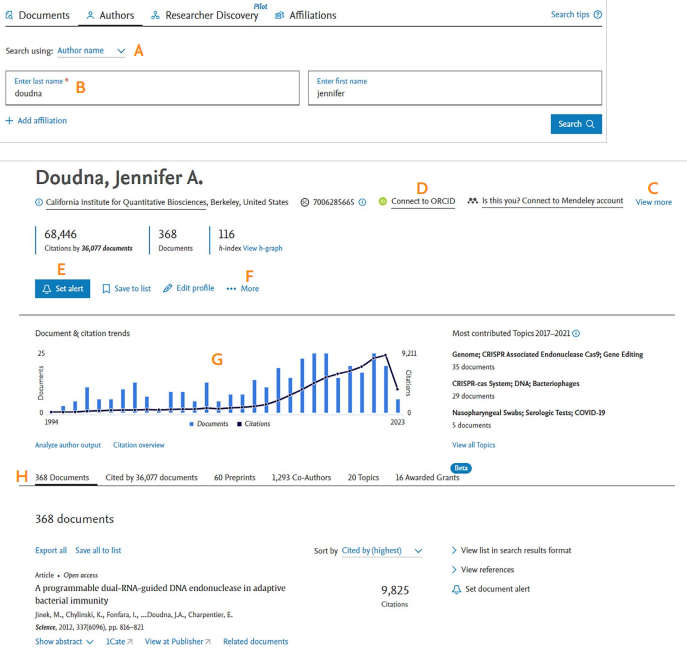 Documents Authors Researcher Discovery Pilot Affiliations Search tips
Search using: Author name A
Enter last name * B
doudna
Enter first name
jennifer
+ Add affiliation
Search
Doudna, Jennifer A.
D
C
California Institute for Quantitative Biosciences, Berkeley, United States SC 7006285665 Connect to ORCID Is this you? Connect to Mendeley account View more
68,446 368 116
Citations by 36,077 documents Documents h-index View h-graph
E
F
Set alert Save to list Edit profile More
Document & citation trends
25 9,211
G
Documents
Citations
0 0
1994 2023
Documents Citations
Analyze author output Citation overview
Most contributed Topics 2017–2021
Genome; CRISPR Associated Endonuclease Cas9; Gene Editing
35 documents
CRISPR-cas System; DNA; Bacteriophages
29 documents
Nasopharyngeal Swabs; Serologic Tests; COVID-19
5 documents
View all Topics
Beta
H 368 Documents Cited by 36,077 documents 60 Preprints 1,293 Co-Authors 20 Topics 16 Awarded Grants
368 documents
Export all Save all to list Sort by Cited by (highest)
Article • Open access
A programmable dual-RNA-guided DNA endonuclease in adaptive
bacterial immunity
Jinek, M., Chylinski, K., Fonfara, I., ...Doudna, J.A., Charpentier, E.
Science, 2012, 337(6096), pp. 816–821
Show abstract 1Cate View at Publisher Related documents
9,825
Citations
View list in search results format
View references
Set document alert